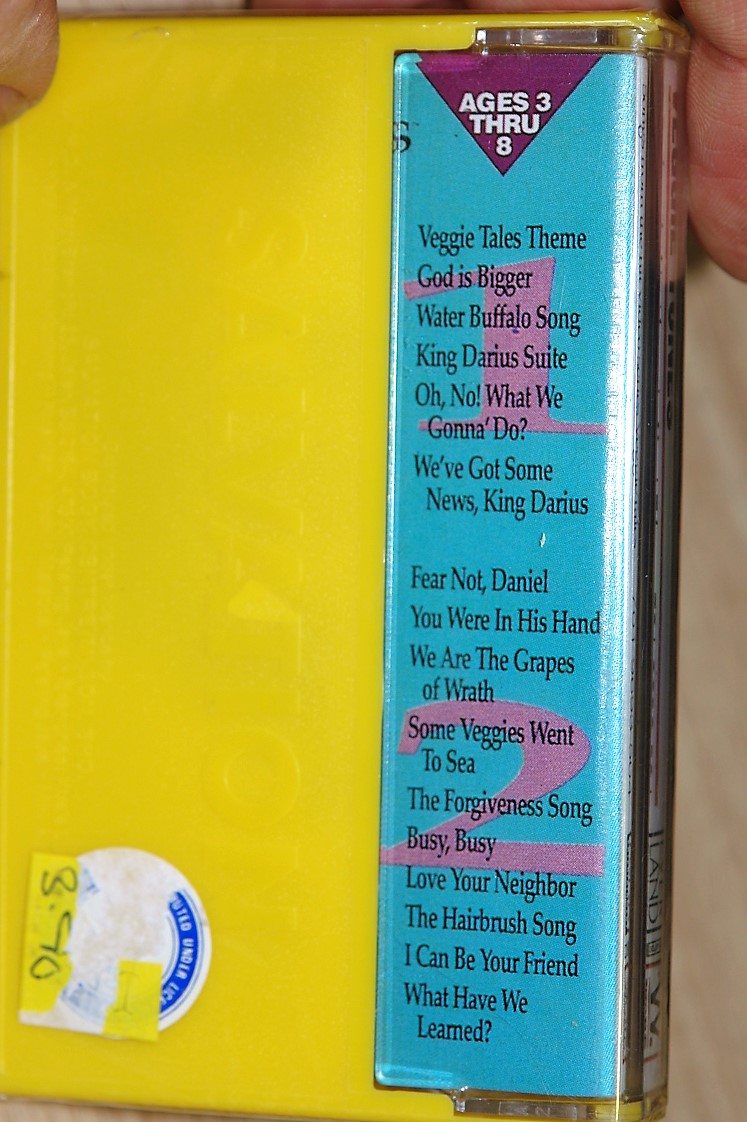 AGES 3
THRU
8
S
Veggie Tales Theme
God is Bigger
Water Buffalo Song
King Darius Suite
Oh, No! What We
Gonna' Do?
We've Got Some
News, King Darius
1
Fear Not, Daniel
You Were In His Hand
We Are The Grapes
of Wrath
Some Veggies Went
To Sea
The Forgiveness Song
Busy, Busy
Love Your Neighbor
The Hairbrush Song
I Can Be Your Friend
What Have We
Learned?
2
UNDER